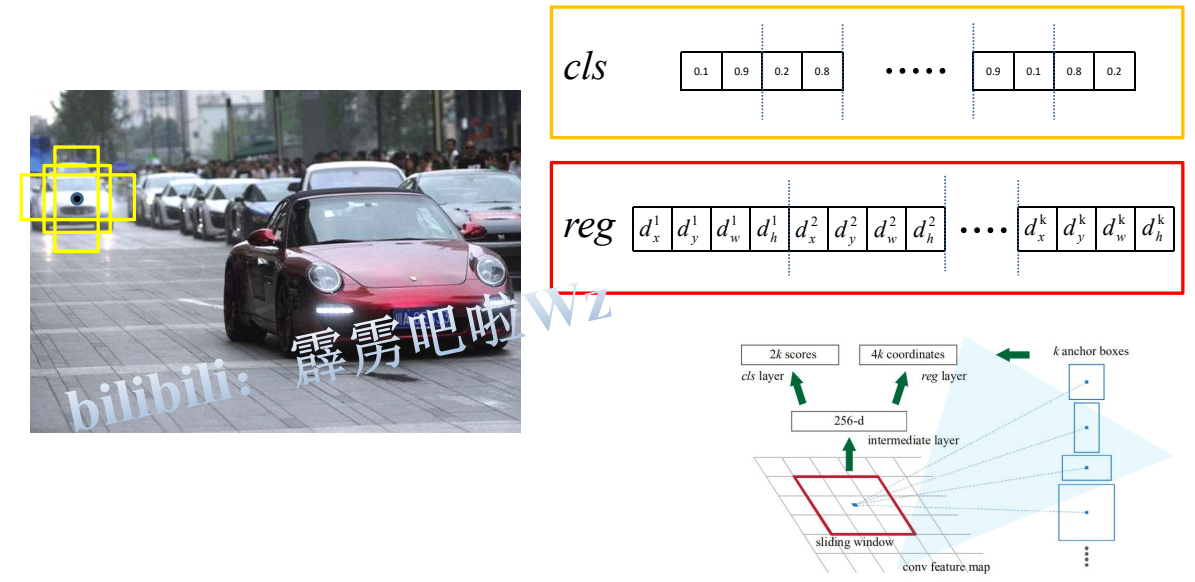 cls
0.1 0.9 0.2 0.8 ····· 0.9 0.1 0.8 0.2
reg
d_x^1 d_y^1 d_w^1 d_h^1 d_x^2 d_y^2 d_w^2 d_h^2 ···· d_x^k d_y^k d_w^k d_h^k
bilibili：霹雳吧啦Wz
2k scores
4k coordinates
k anchor boxes
cls layer
reg layer
256-d
intermediate layer
sliding window
conv feature map